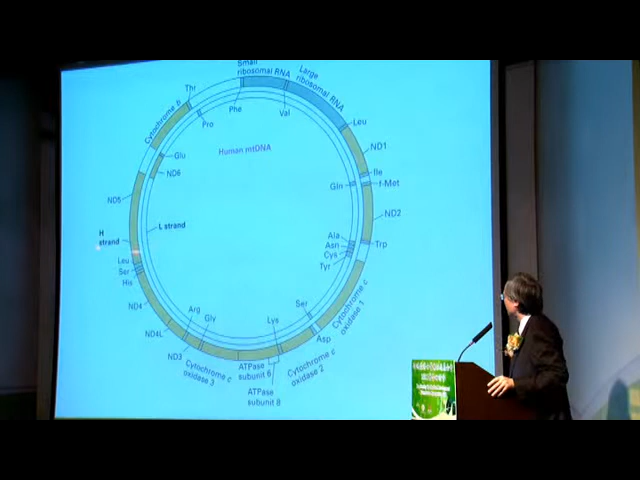 Small
ribosomal RNA
Large
ribosomal RNA
Thr
Cytochrome b
Pro
Phe
Val
Leu
ND1
Human mtDNA
Glu
ND6
Ile
Gln
f-Met
ND5
ND2
H
strand
L strand
Ala
Asn
Cys
Tyr
Trp
Leu
Ser
His
Cytochrome c
oxidase 1
ND4
Arg
Gly
Lys
Ser
Asp
ND4L
ND3
Cytochrome c
oxidase 3
ATPase
subunit 6
ATPase
subunit 8
Cytochrome c
oxidase 2